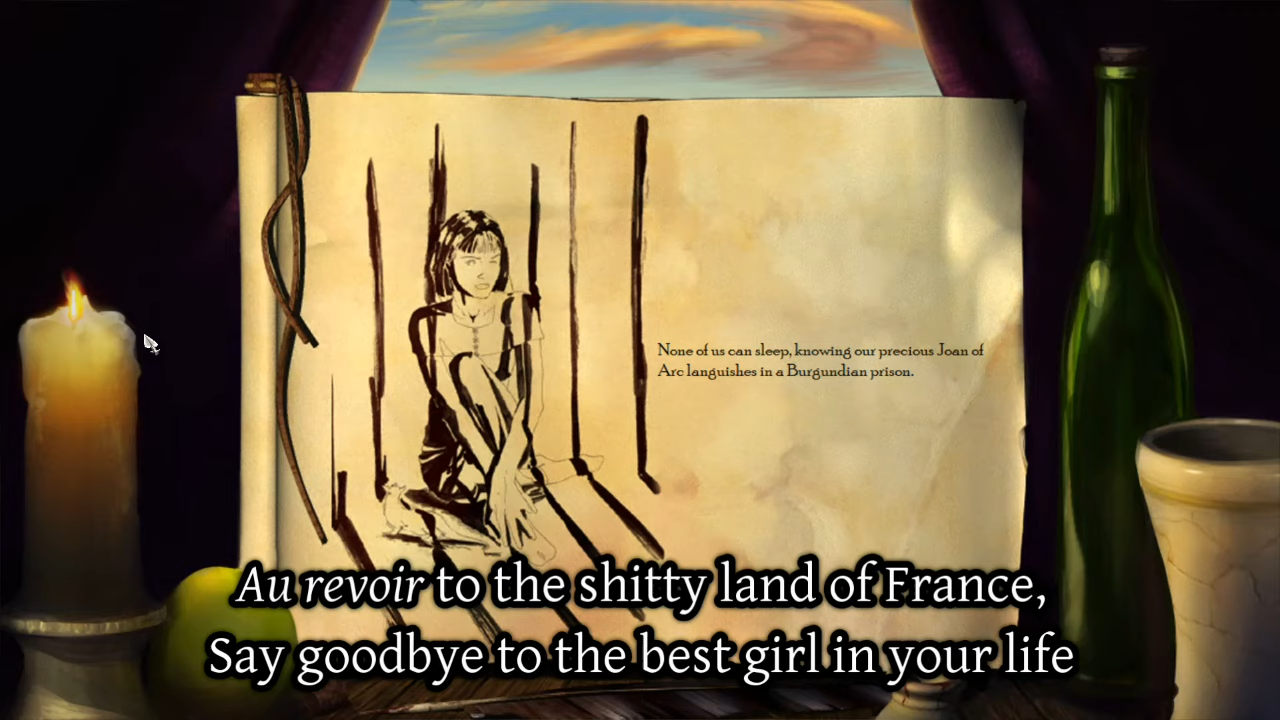 None of us can sleep, knowing our precious Joan of
Arc languishes in a Burgundian prison.
Au revoir to the shitty land of France,
Say goodbye to the best girl in your life